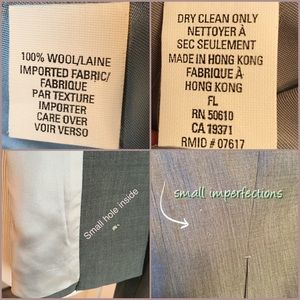 100% WOOL/LAINE
IMPORTED FABRIC/
FABRIQUE
PAR TEXTURE
IMPORTER
CARE OVER
VOIR VERSO
DRY CLEAN ONLY
NETTOYER À
SEC SEULEMENT
MADE IN HONG KONG
FABRIQUE À
HONG KONG
FL
RN 50610
CA 19371
RMID # 07617
Small hole inside
small imperfections